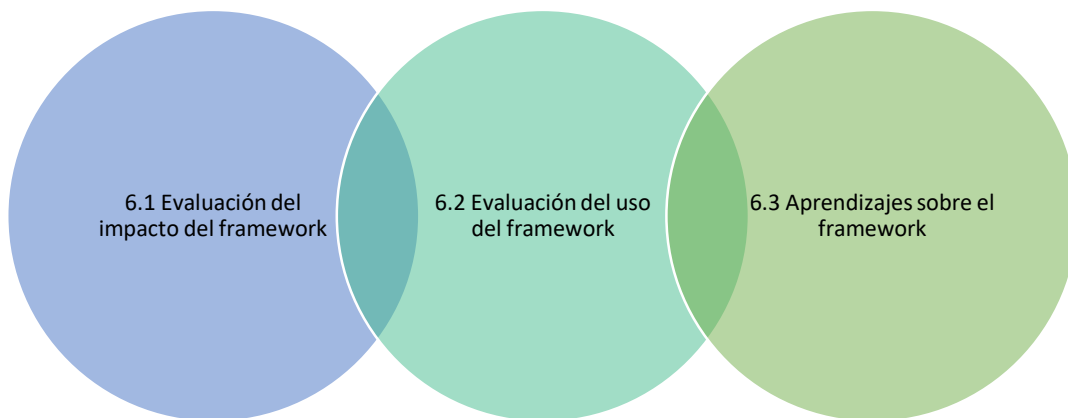 6.1 Evaluación del
impacto del framework
6.2 Evaluación del uso
del framework
6.3 Aprendizajes sobre el
framework